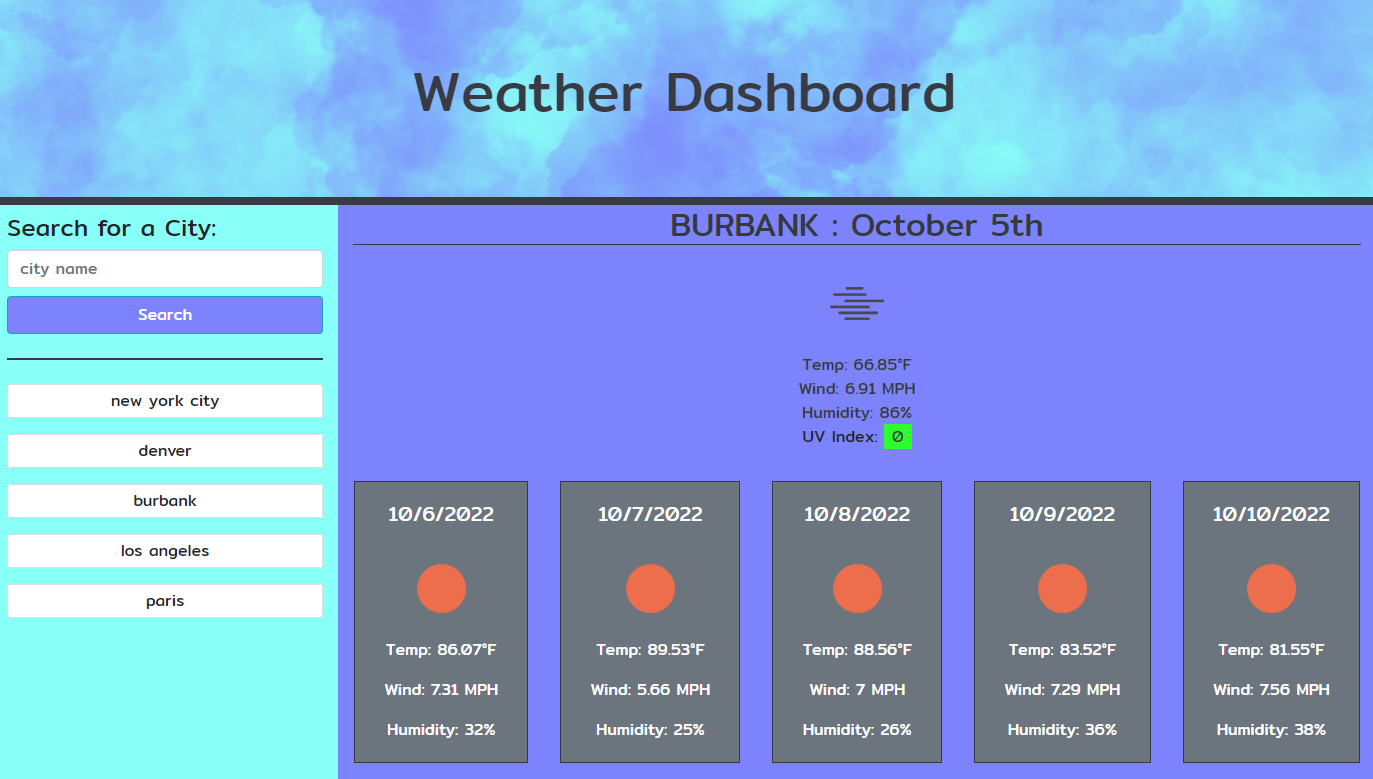 Weather Dashboard
Search for a City:
city name
Search
new york city
denver
burbank
los angeles
paris
BURBANK : October 5th
Temp: 66.85°F
Wind: 6.91 MPH
Humidity: 86%
UV Index: 0
10/6/2022
Temp: 86.07°F
Wind: 7.31 MPH
Humidity: 32%
10/7/2022
Temp: 89.53°F
Wind: 5.66 MPH
Humidity: 25%
10/8/2022
Temp: 88.56°F
Wind: 7 MPH
Humidity: 26%
10/9/2022
Temp: 83.52°F
Wind: 7.29 MPH
Humidity: 36%
10/10/2022
Temp: 81.55°F
Wind: 7.56 MPH
Humidity: 38%